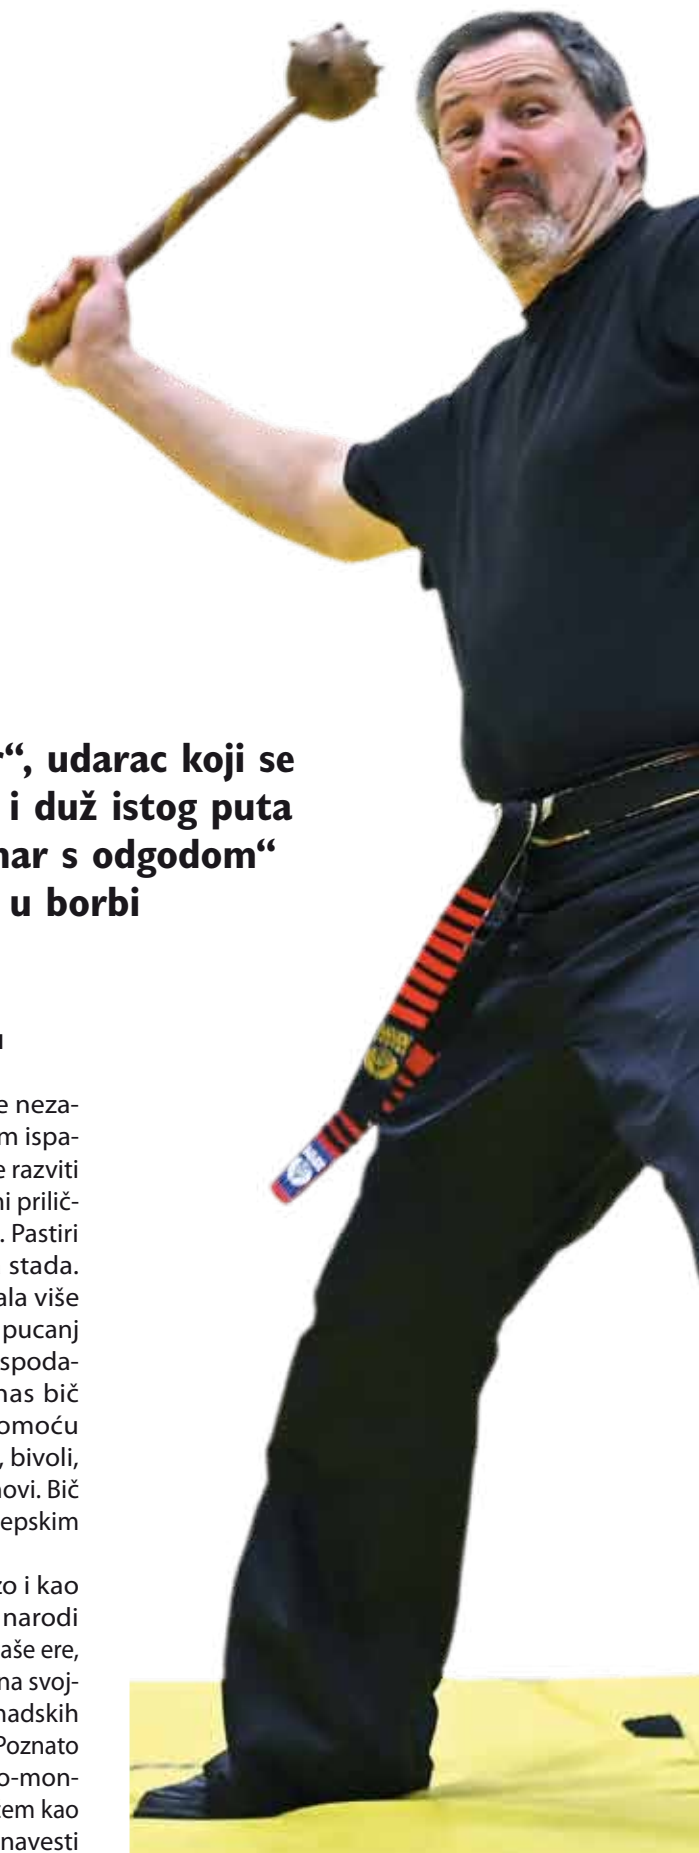 r“, udarac koji se
i duž istog puta
nar s odgodom“
u borbi
e neza-
m ispa-
e razviti
ni prilič-
. Pastiri
stada.
ala više
pucanj
spoda-
nas bič
omoću
, bivoli,
novi. Bič
epskim
zo i kao
narodi
aše ere,
na svoj-
nadskih
Poznato
o-mon-
tem kao
navesti